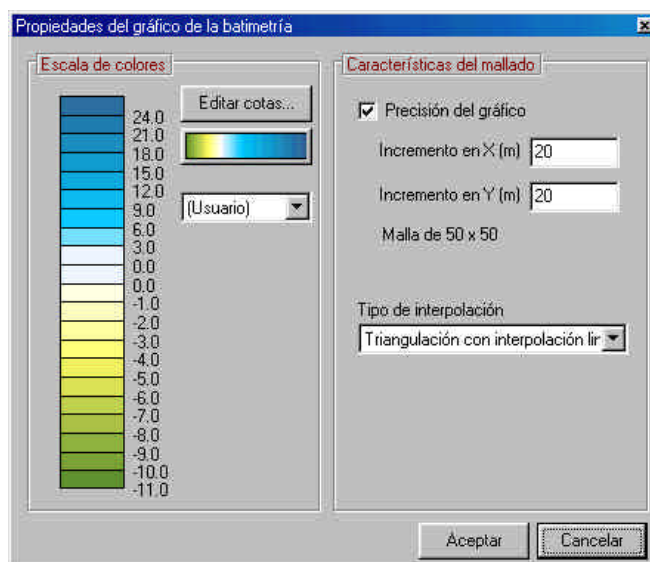 Propiedades del gráfico de la batimetría
Escala de colores
24.0
21.0
18.0
15.0
12.0
9.0
6.0
3.0
0.0
0.0
-1.0
-2.0
-3.0
-4.0
-5.0
-6.0
-7.0
-8.0
-9.0
-10.0
-11.0
Editar cotas...
(Usuario)
Características del mallado
Precisión del gráfico
Incremento en X (m) 20
Incremento en Y (m) 20
Malla de 50 x 50
Tipo de interpolación
Triangulación con interpolación lir
Aceptar
Cancelar